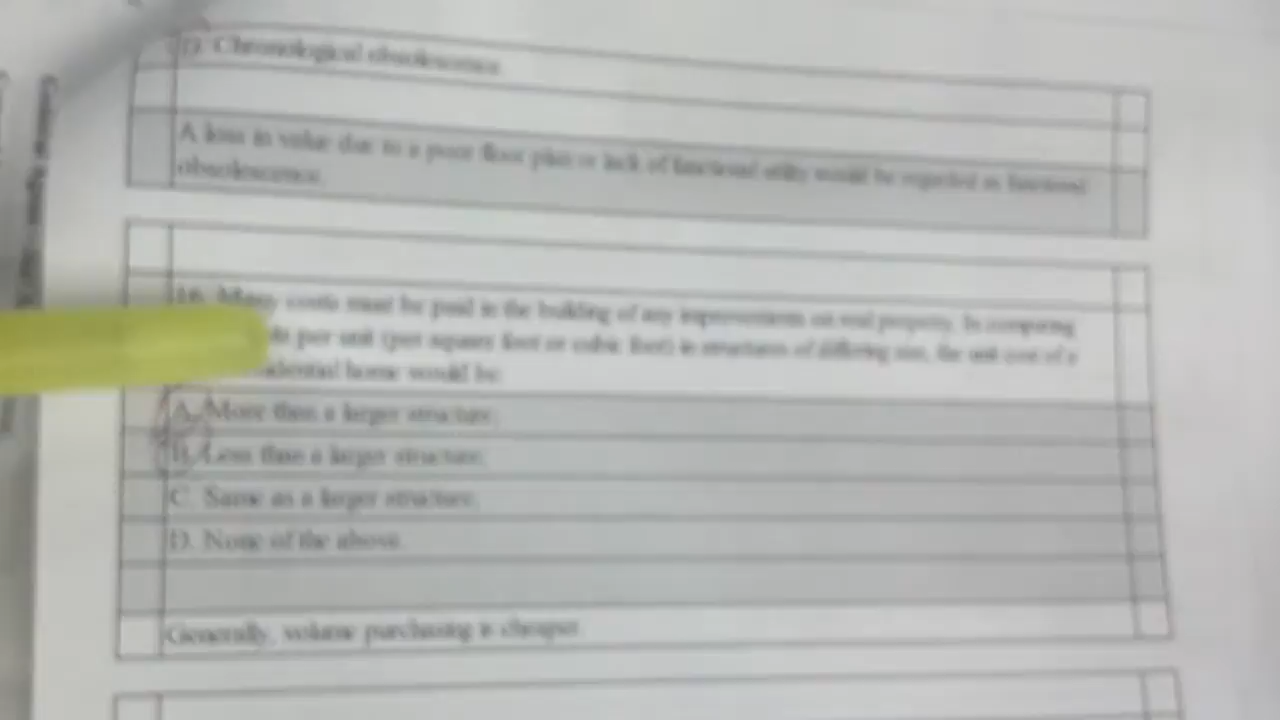 D. Chronological obsolescence.
A loss in value due to a poor floor plan or lack of functional utility would be regarded as functional
obsolescence.
16. Many costs must be paid in the building of any improvements on real property. In comparing
per unit (per square foot or cubic foot) in structures of differing size, the unit cost of a
home would be:
A. More than a larger structure;
B. Less than a larger structure;
C. Same as a larger structure;
D. None of the above.
Generally, volume purchasing is cheaper.